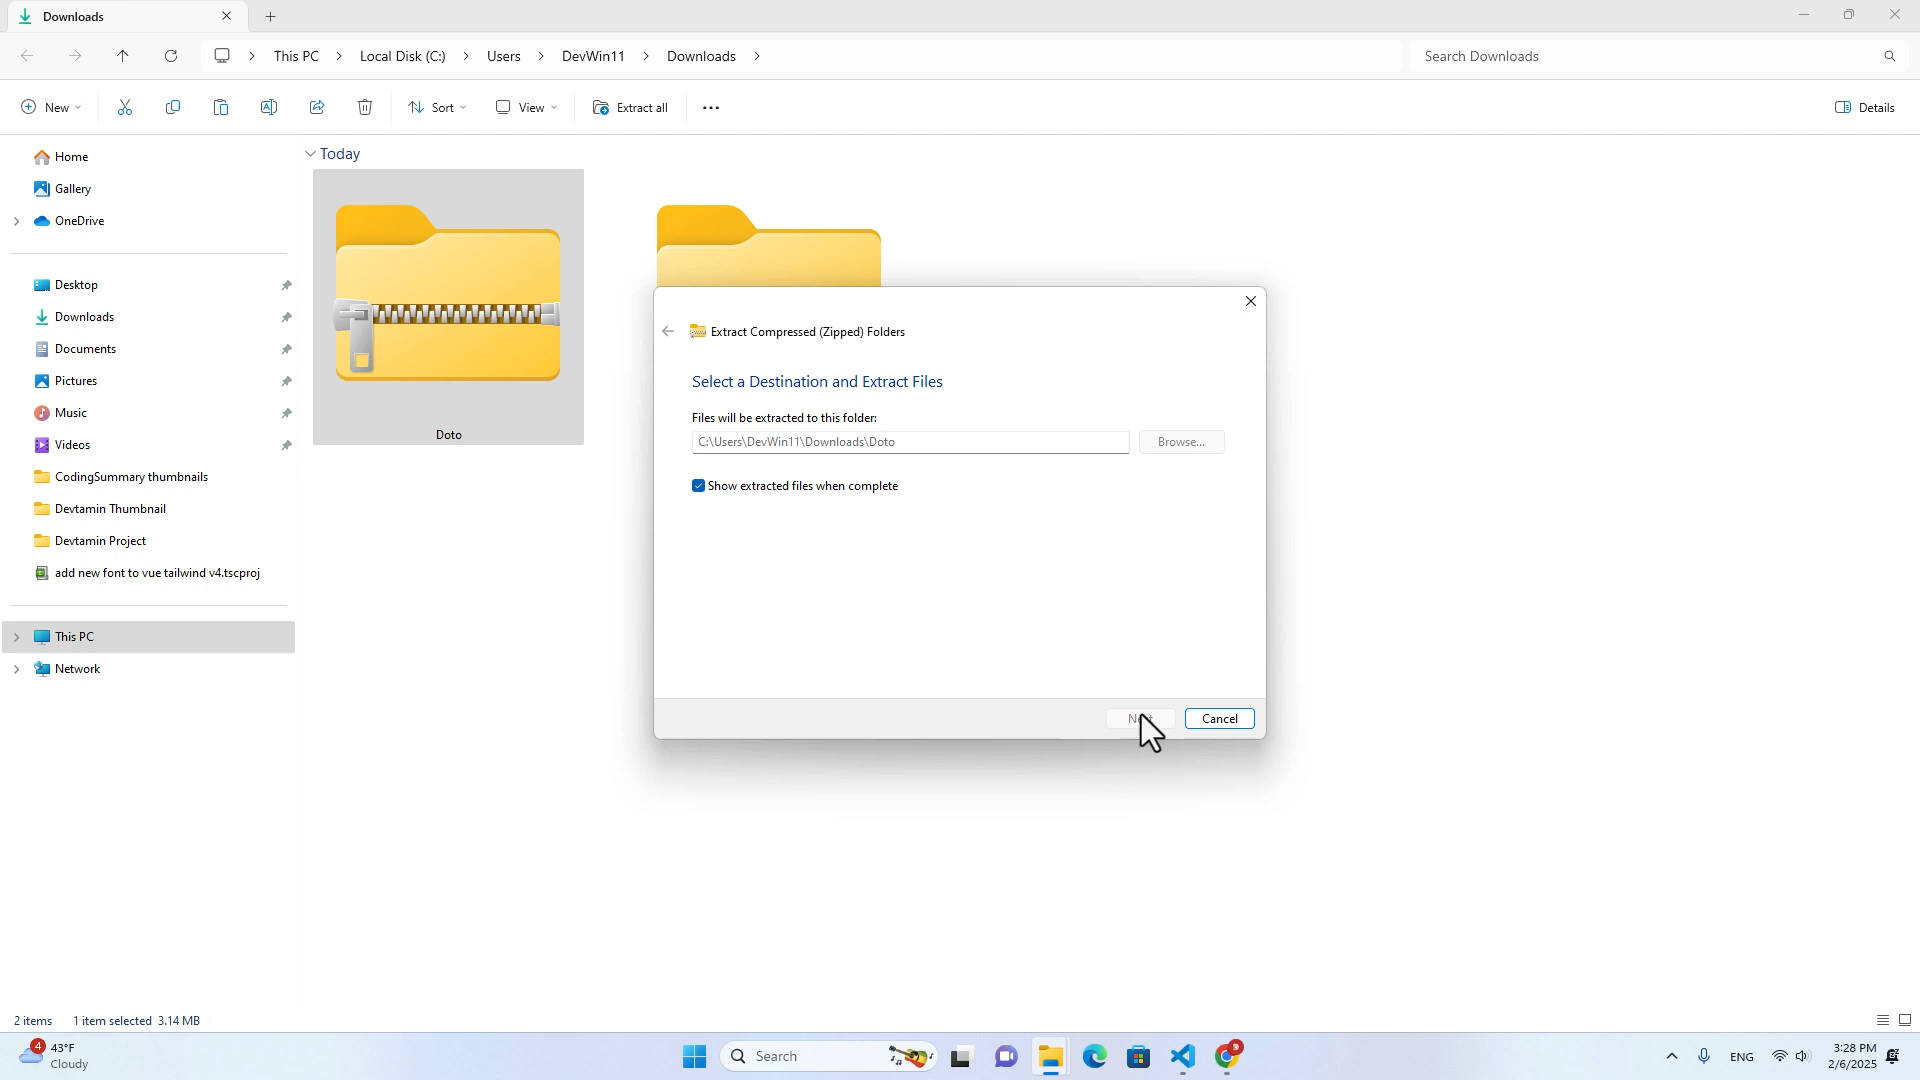 Downloads
This PC
Local Disk (C:)
Users
DevWin11
Downloads
Search Downloads
New
Sort
View
Extract all
Details
Home
Gallery
OneDrive
Desktop
Downloads
Documents
Pictures
Music
Videos
CodingSummary thumbnails
Devtamin Thumbnail
Devtamin Project
add new font to vue tailwind v4.tscproj
This PC
Network
Today
Doto
Extract Compressed (Zipped) Folders
Select a Destination and Extract Files
Files will be extracted to this folder:
C:\Users\DevWin11\Downloads\Doto
Browse...
Show extracted files when complete
Cancel
2 items
1 item selected 3.14 MB
4
43°F
Cloudy
Search
ENG
3:28 PM
2/6/2025